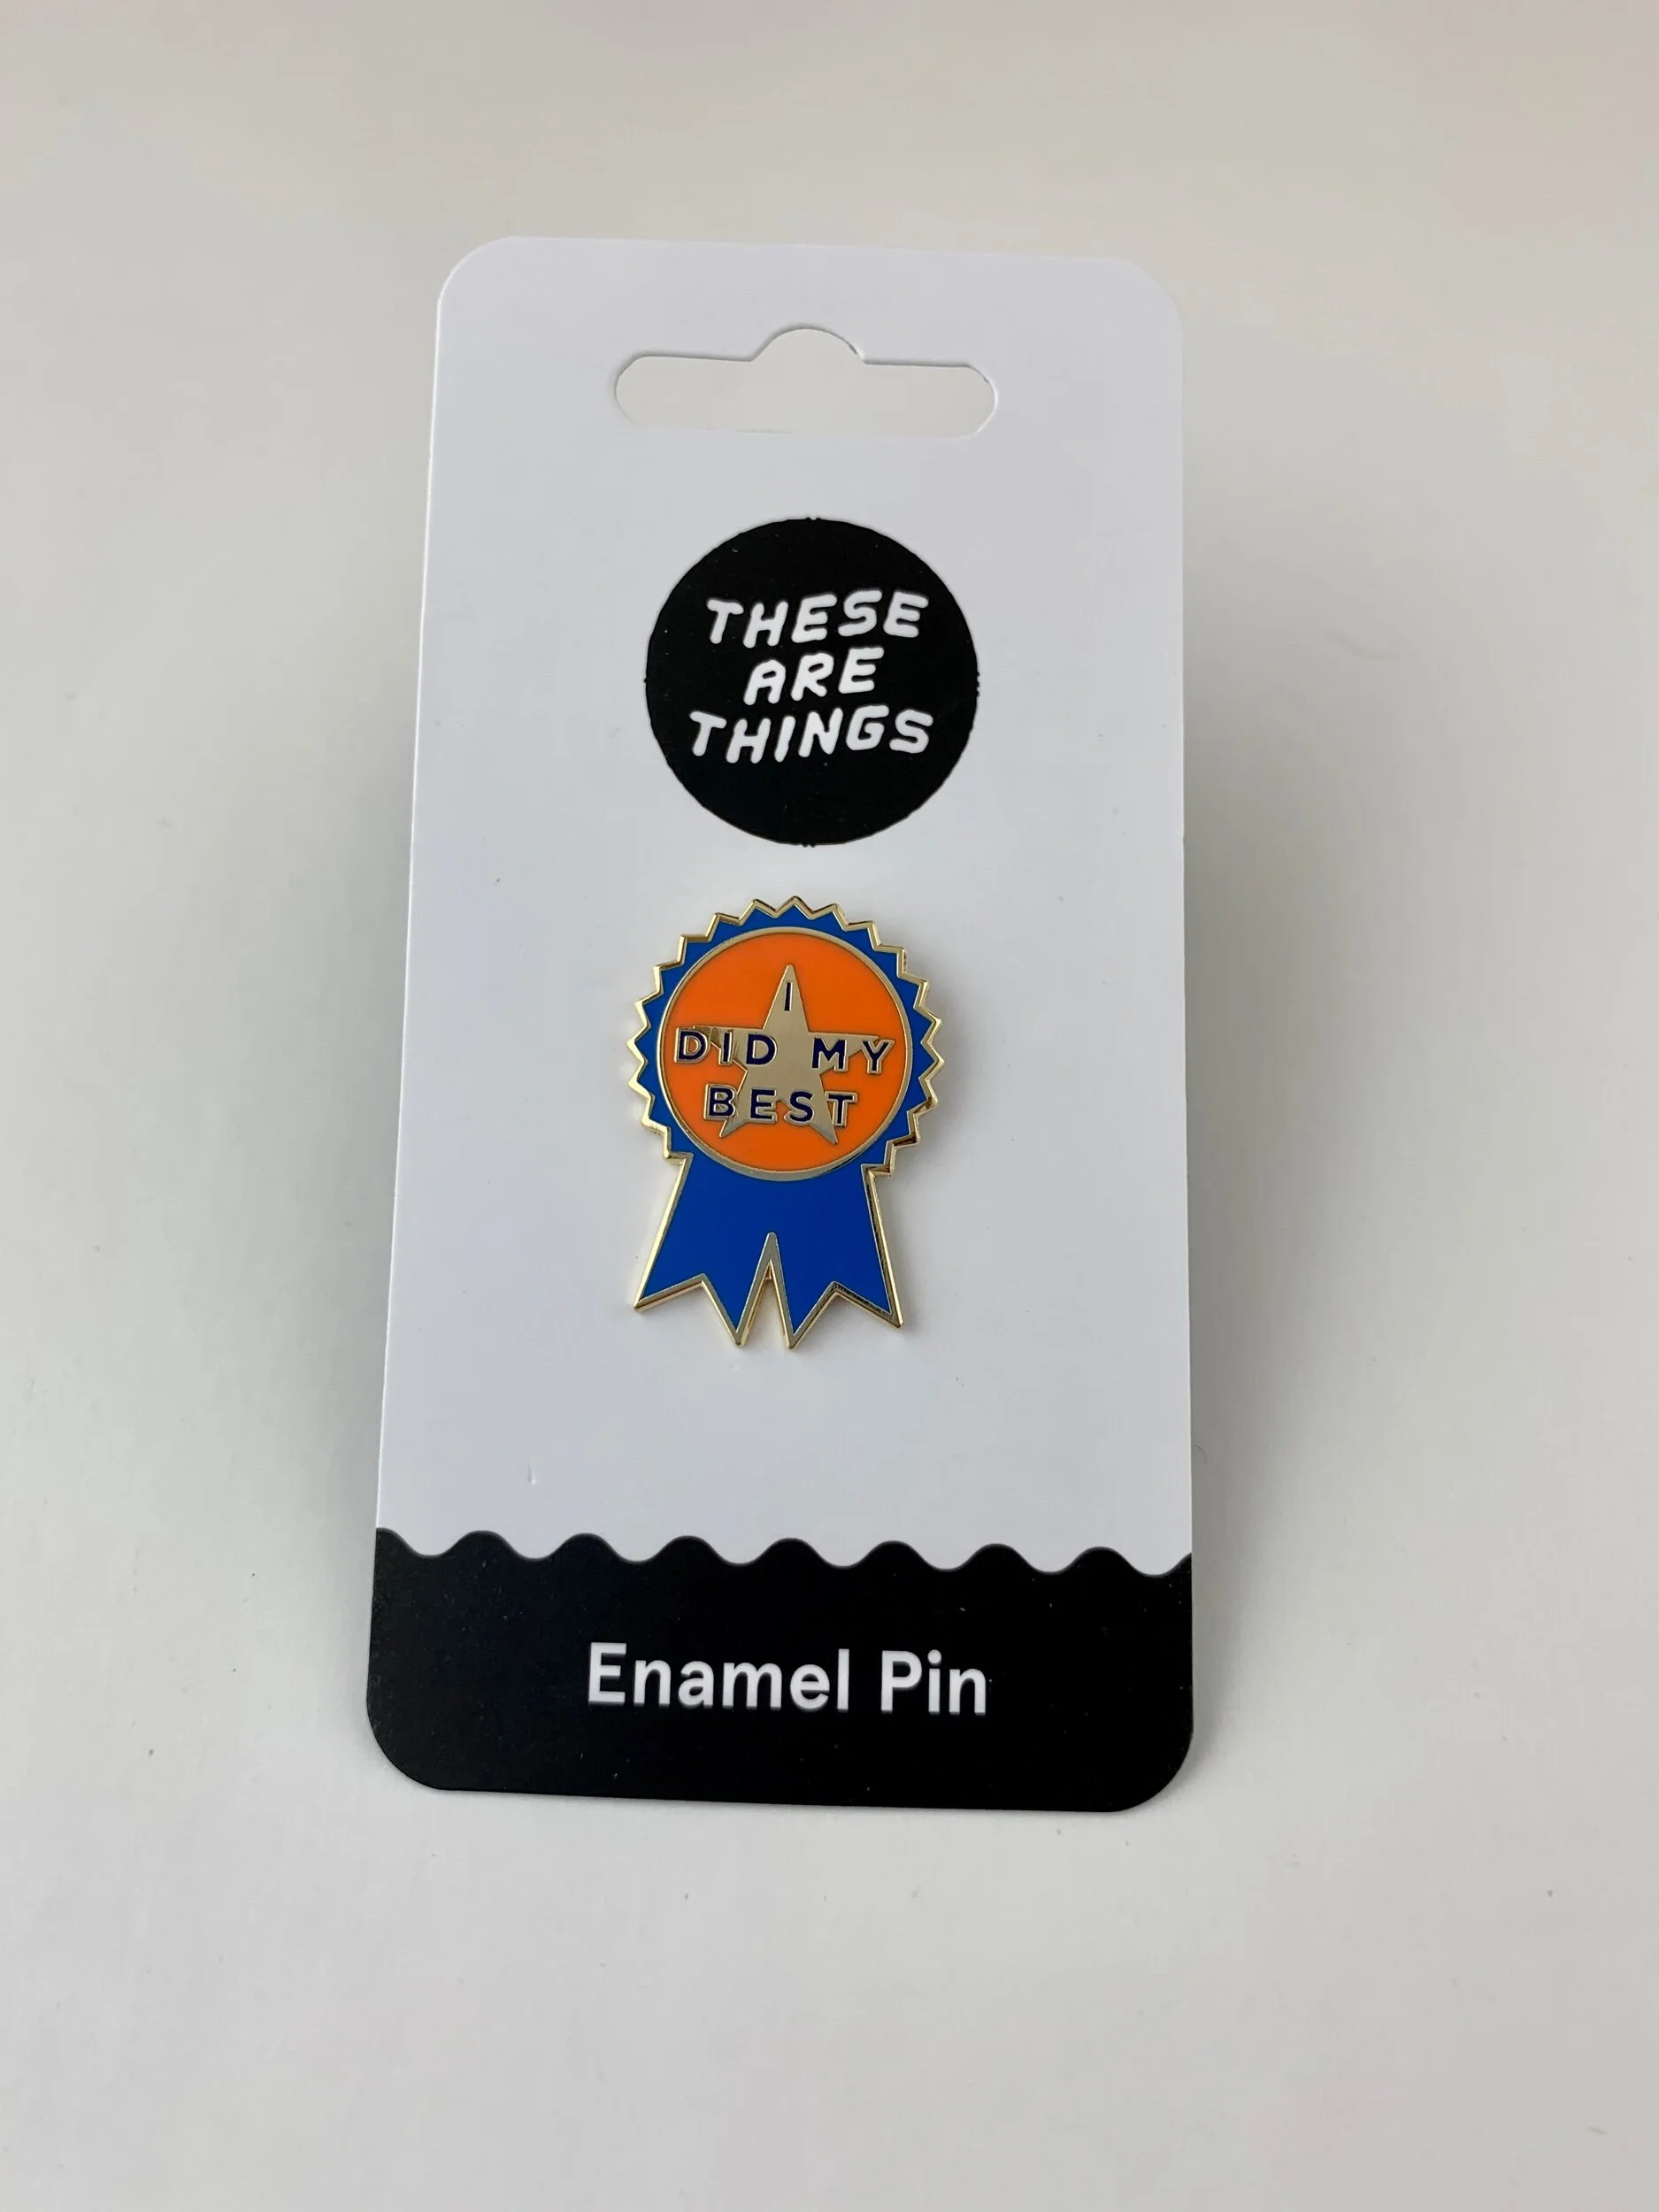 THESE
ARE
THINGS
I
DID MY
BEST
Enamel Pin